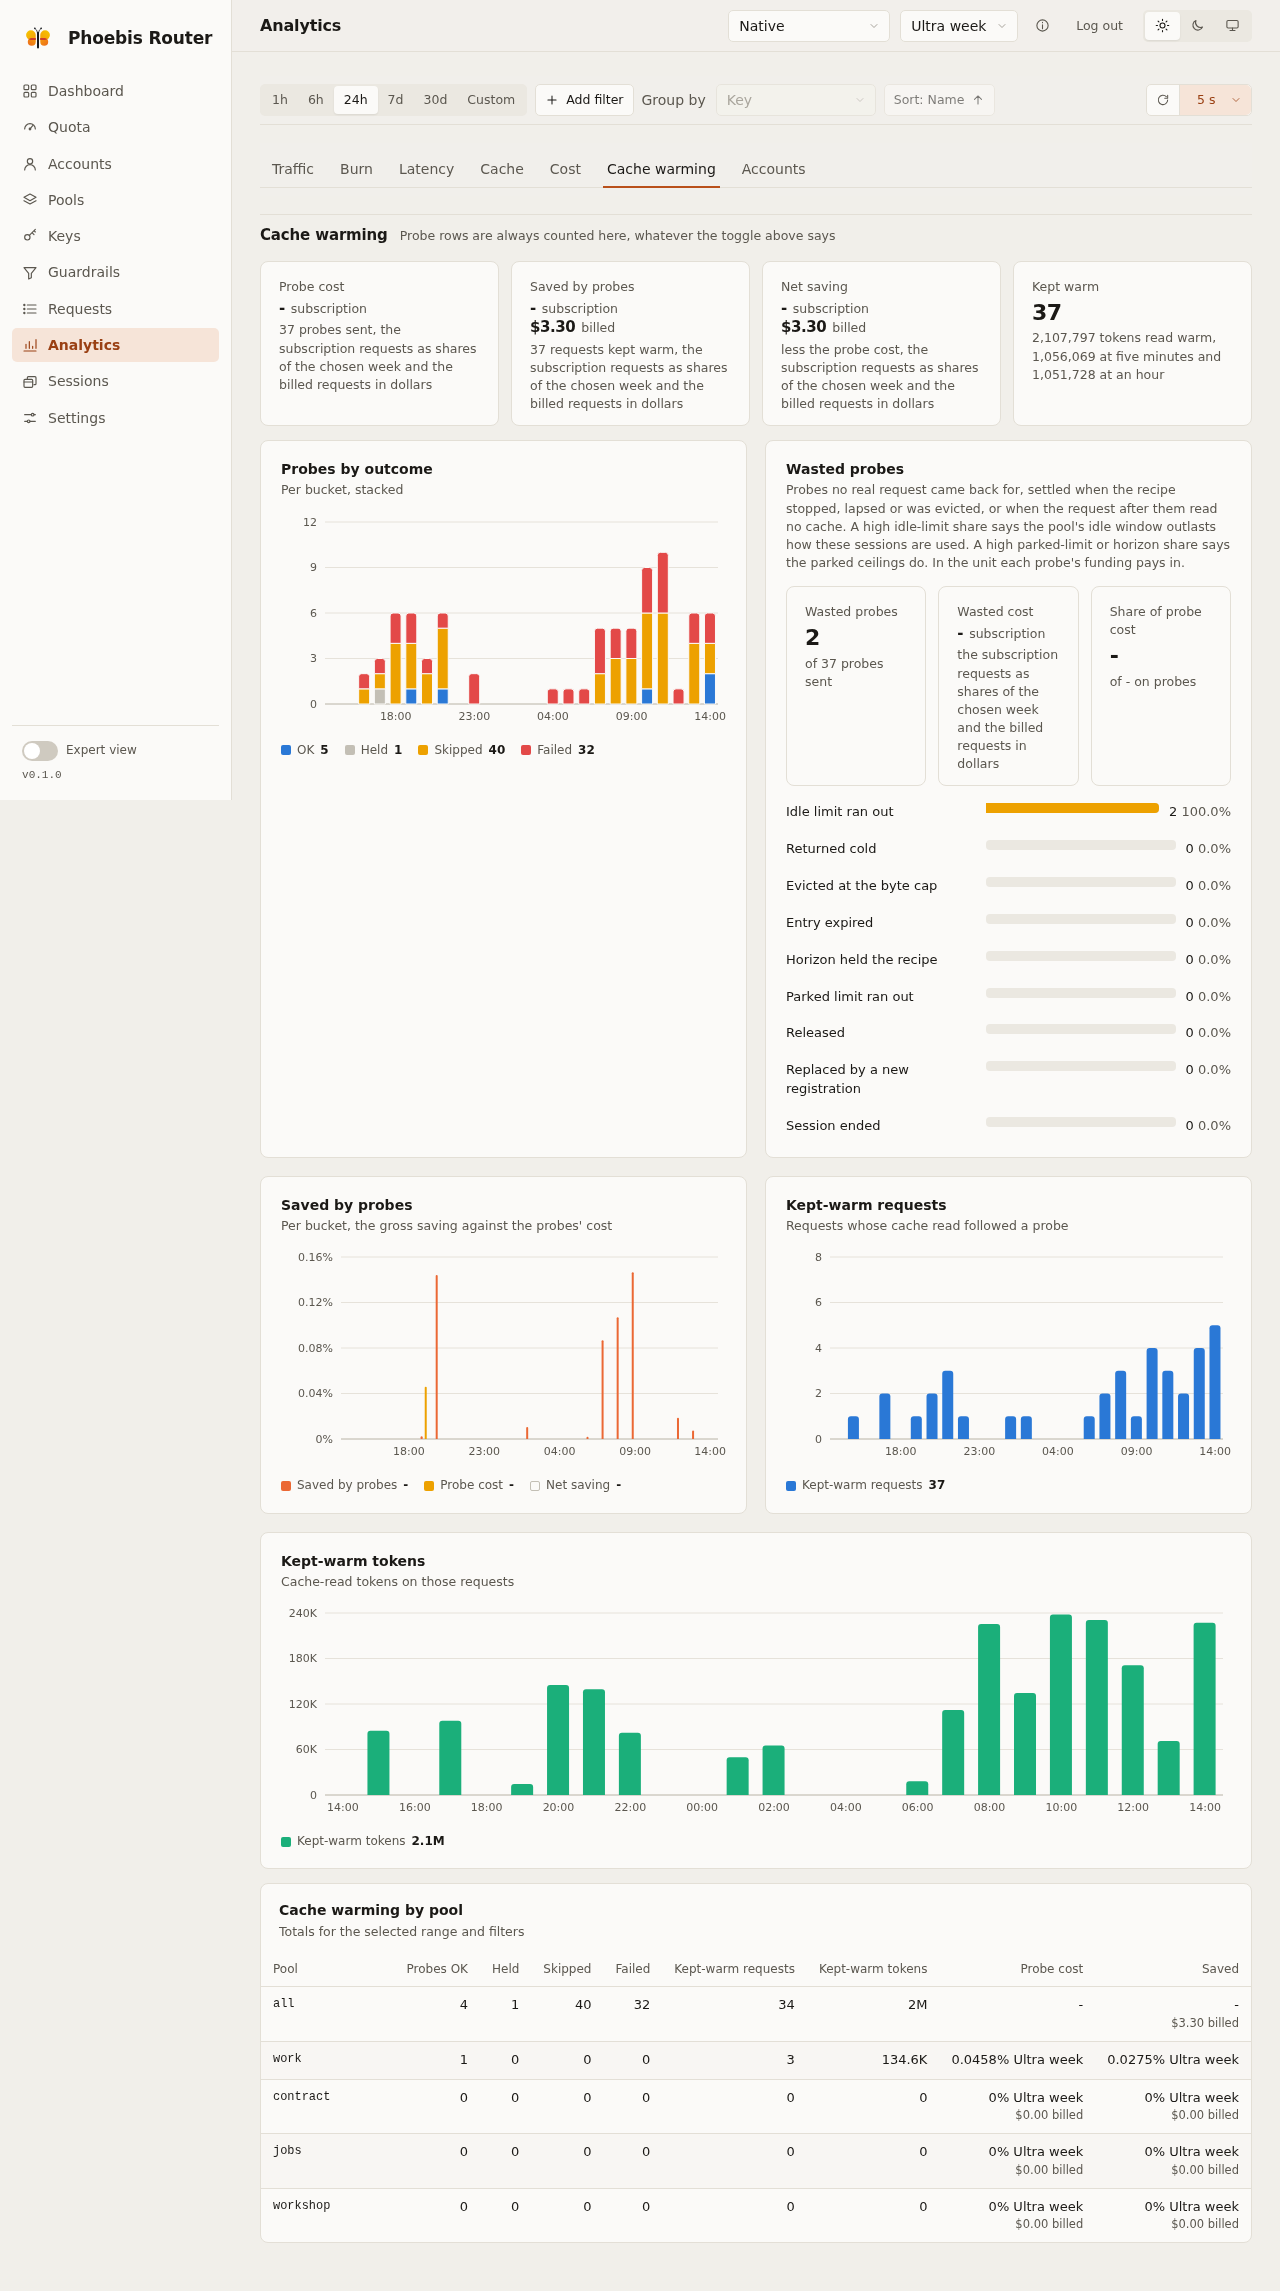 Phoebis Router
Dashboard
Quota
Accounts
Pools
Keys
Guardrails
Requests
Analytics
Sessions
Settings
Expert view
v0.1.0
Analytics
Native
Ultra week
Log out
1h 6h 24h 7d 30d Custom
Add filter
Group by
Key
Sort: Name
5 s
Traffic Burn Latency Cache Cost Cache warming Accounts
Cache warming Probe rows are always counted here, whatever the toggle above says
Probe cost
- subscription
37 probes sent, the
subscription requests as shares
of the chosen week and the
billed requests in dollars
Saved by probes
- subscription
$3.30 billed
37 requests kept warm, the
subscription requests as shares
of the chosen week and the
billed requests in dollars
Net saving
- subscription
$3.30 billed
less the probe cost, the
subscription requests as shares
of the chosen week and the
billed requests in dollars
Kept warm
37
2,107,797 tokens read warm,
1,056,069 at five minutes and
1,051,728 at an hour
Probes by outcome
Per bucket, stacked
12
9
6
3
0
18:00 23:00 04:00 09:00 14:00
OK 5 Held 1 Skipped 40 Failed 32
Wasted probes
Probes no real request came back for, settled when the recipe
stopped, lapsed or was evicted, or when the request after them read
no cache. A high idle-limit share says the pool's idle window outlasts
how these sessions are used. A high parked-limit or horizon share says
the parked ceilings do. In the unit each probe's funding pays in.
Wasted probes
2
of 37 probes
sent
Wasted cost
- subscription
the subscription
requests as
shares of the
chosen week
and the billed
requests in
dollars
Share of probe
cost
-
of - on probes
Idle limit ran out 2 100.0%
Returned cold 0 0.0%
Evicted at the byte cap 0 0.0%
Entry expired 0 0.0%
Horizon held the recipe 0 0.0%
Parked limit ran out 0 0.0%
Released 0 0.0%
Replaced by a new 0 0.0%
registration
Session ended 0 0.0%
Saved by probes
Per bucket, the gross saving against the probes' cost
0.16%
0.12%
0.08%
0.04%
0%
18:00 23:00 04:00 09:00 14:00
Saved by probes - Probe cost - Net saving -
Kept-warm requests
Requests whose cache read followed a probe
8
6
4
2
0
18:00 23:00 04:00 09:00 14:00
Kept-warm requests 37
Kept-warm tokens
Cache-read tokens on those requests
240K
180K
120K
60K
0
14:00 16:00 18:00 20:00 22:00 00:00 02:00 04:00 06:00 08:00 10:00 12:00 14:00
Kept-warm tokens 2.1M
Cache warming by pool
Totals for the selected range and filters
Pool Probes OK Held Skipped Failed Kept-warm requests Kept-warm tokens Probe cost Saved
all 4 1 40 32 34 2M - -
$3.30 billed
work 1 0 0 0 3 134.6K 0.0458% Ultra week 0.0275% Ultra week
contract 0 0 0 0 0 0 0% Ultra week 0% Ultra week
$0.00 billed $0.00 billed
jobs 0 0 0 0 0 0 0% Ultra week 0% Ultra week
$0.00 billed $0.00 billed
workshop 0 0 0 0 0 0 0% Ultra week 0% Ultra week
$0.00 billed $0.00 billed